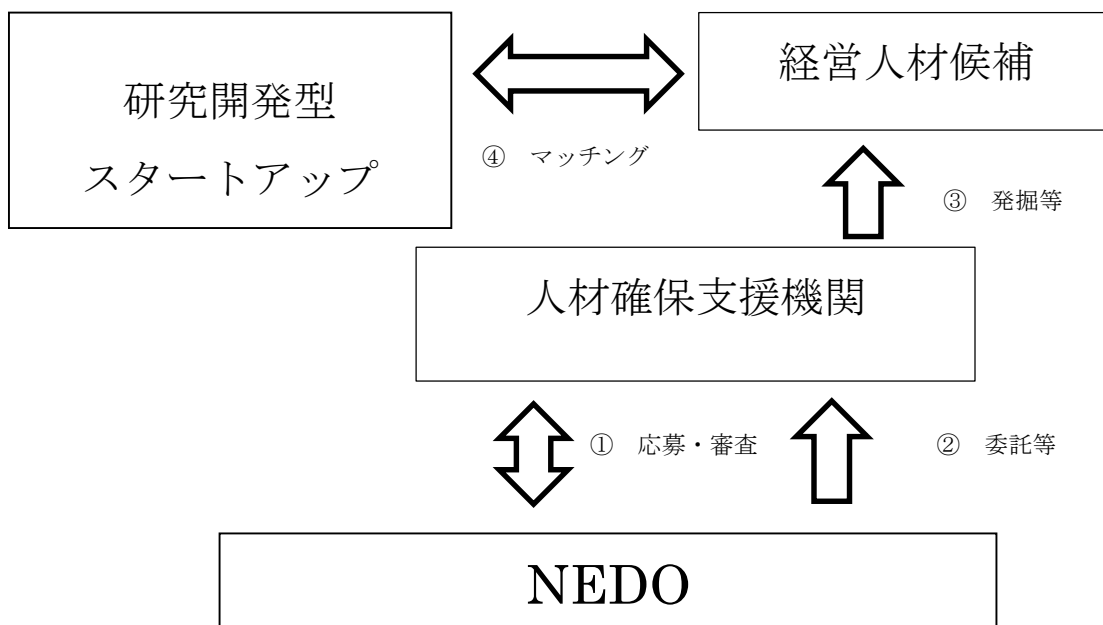 研究開発型
スタートアップ
経営人材候補
④ マッチング
③ 発掘等
人材確保支援機関
① 応募・審査
② 委託等
NEDO